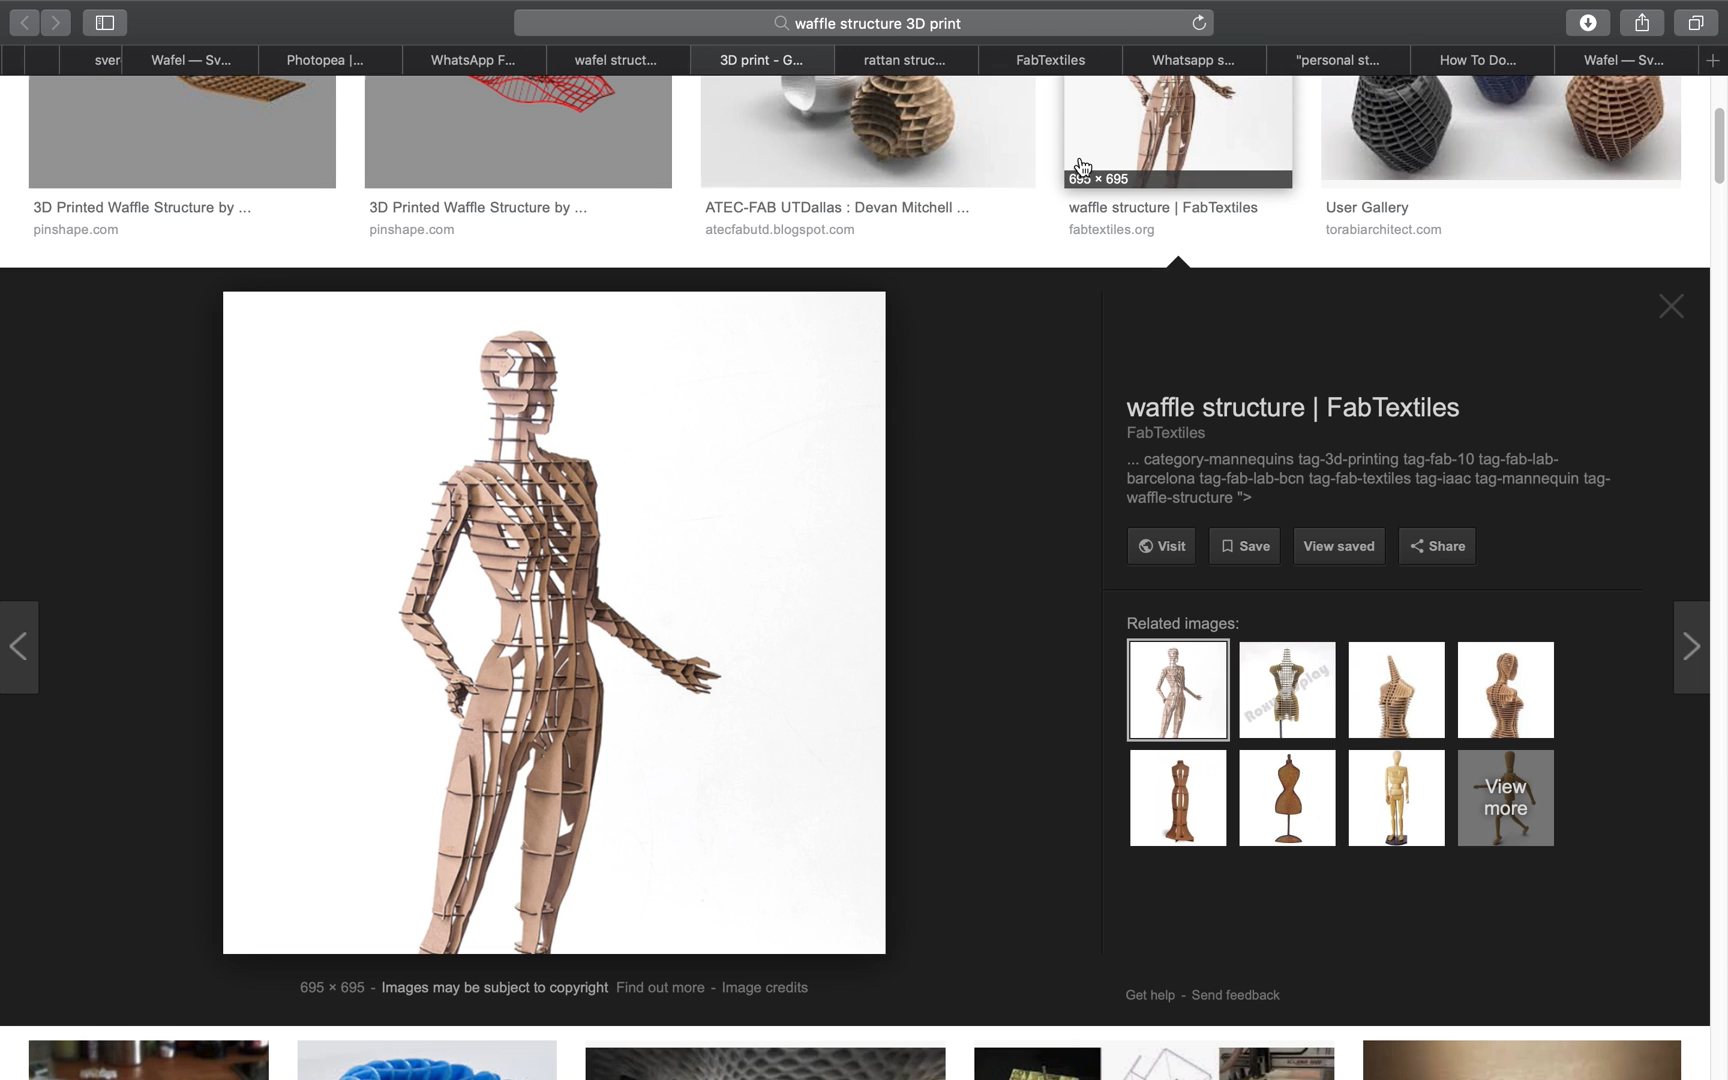 waffle structure 3D print
sver
Wafel — Sv...
Photopea |...
WhatsApp F...
wafel struct...
3D print - G...
rattan struc...
FabTextiles
Whatsapp s...
"personal st...
How To Do...
Wafel — Sv...
695 × 695
3D Printed Waffle Structure by ...
pinshape.com
3D Printed Waffle Structure by ...
pinshape.com
ATEC-FAB UTDallas : Devan Mitchell ...
atecfabutd.blogspot.com
waffle structure | FabTextiles
fabtextiles.org
User Gallery
torabiarchitect.com
waffle structure | FabTextiles
FabTextiles
... category-mannequins tag-3d-printing tag-fab-10 tag-fab-lab-
barcelona tag-fab-lab-bcn tag-fab-textiles tag-iaac tag-mannequin tag-
waffle-structure ">
Visit
Save
View saved
Share
Related images:
View
more
695 × 695 - Images may be subject to copyright Find out more - Image credits
Get help - Send feedback